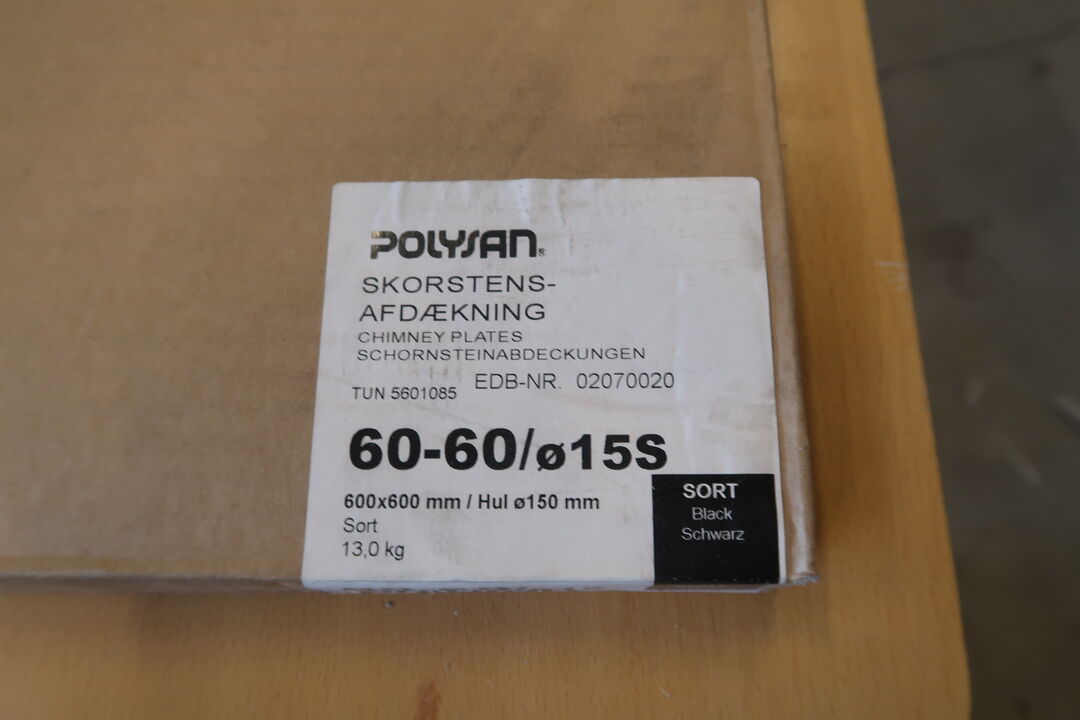 POLYSAN®
SKORSTENS-
AFDÆKNING
CHIMNEY PLATES
SCHORNSTEINABDECKUNGEN
TUN 5601085 EDB-NR. 02070020
60-60/ø15S
600x600 mm / Hul ø150 mm
Sort
13,0 kg
SORT
Black
Schwarz